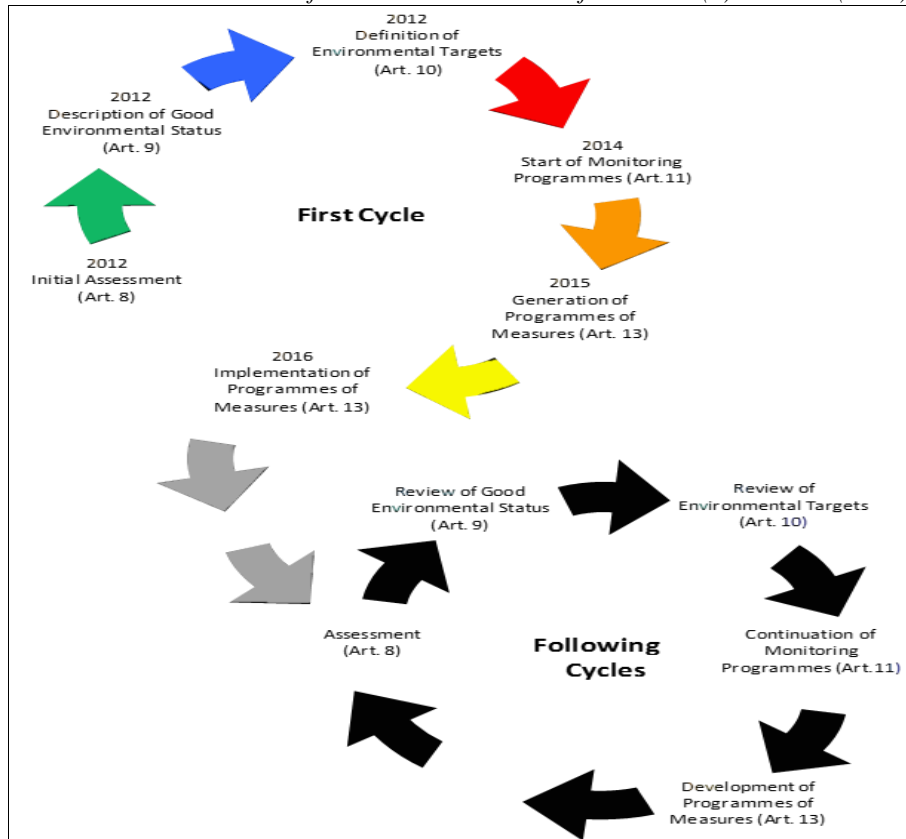 2012
Definition of
Environmental Targets
(Art. 10)
2012
Description of Good
Environmental Status
(Art. 9)
2014
Start of Monitoring
Programmes (Art.11)
First Cycle
2012
Initial Assessment
(Art. 8)
2015
Generation of
Programmes of
Measures (Art. 13)
2016
Implementation of
Programmes of
Measures (Art. 13)
Review of Good
Environmental Status
(Art. 9)
Review of
Environmental Targets
(Art. 10)
Assessment
(Art. 8)
Following
Cycles
Continuation of
Monitoring
Programmes (Art.11)
Development of
Programmes of
Measures (Art. 13)